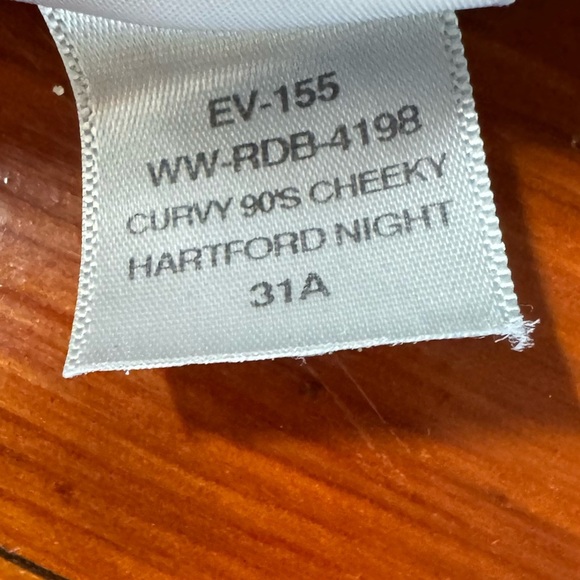 EV-155
WW-RDB-4198
CURVY 90'S CHEEKY
HARTFORD NIGHT
31A